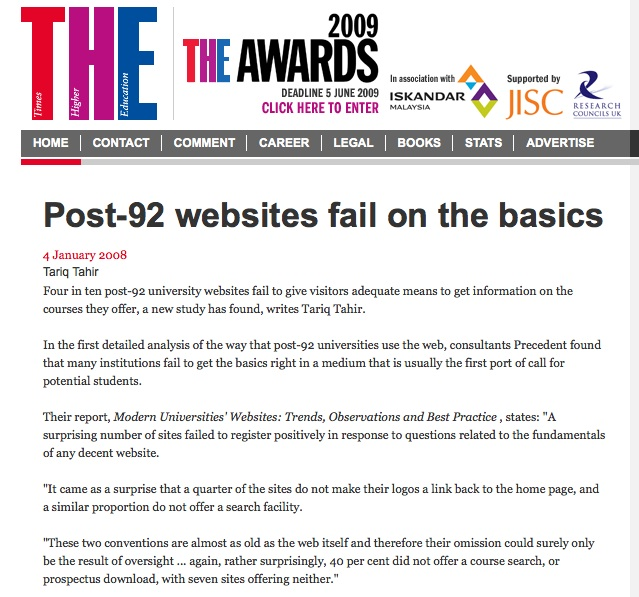 THE
Times
Higher
Education
2009
THE AWARDS
DEADLINE 5 JUNE 2009
CLICK HERE TO ENTER
In association with
ISKANDAR
MALAYSIA
Supported by
JISC
RESEARCH
COUNCILS UK
HOME CONTACT COMMENT CAREER LEGAL BOOKS STATS ADVERTISE
Post-92 websites fail on the basics
4 January 2008
Tariq Tahir
Four in ten post-92 university websites fail to give visitors adequate means to get information on the
courses they offer, a new study has found, writes Tariq Tahir.
In the first detailed analysis of the way that post-92 universities use the web, consultants Precedent found
that many institutions fail to get the basics right in a medium that is usually the first port of call for
potential students.
Their report, Modern Universities' Websites: Trends, Observations and Best Practice , states: "A
surprising number of sites failed to register positively in response to questions related to the fundamentals
of any decent website.
"It came as a surprise that a quarter of the sites do not make their logos a link back to the home page, and
a similar proportion do not offer a search facility.
"These two conventions are almost as old as the web itself and therefore their omission could surely only
be the result of oversight ... again, rather surprisingly, 40 per cent did not offer a course search, or
prospectus download, with seven sites offering neither."